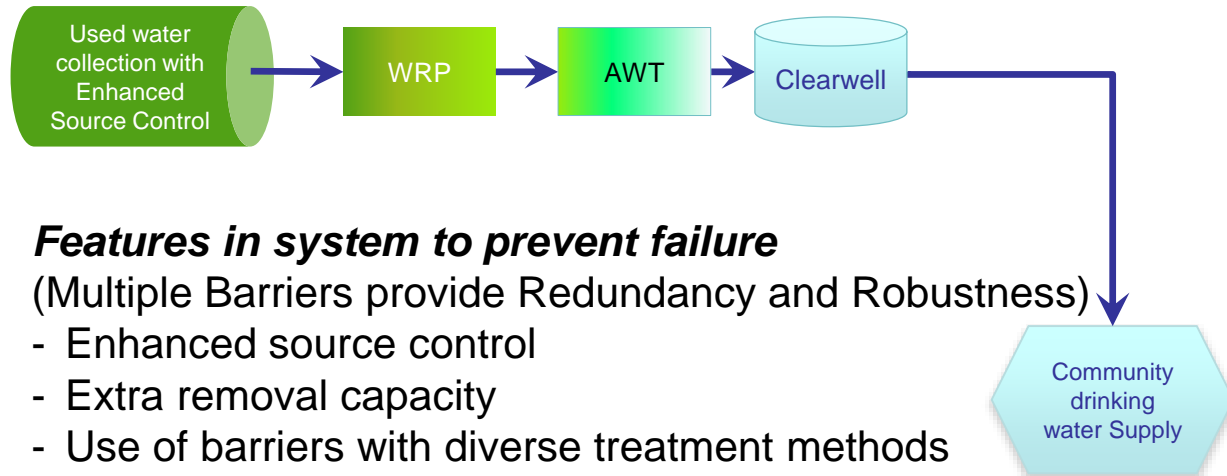 Used water
collection with
Enhanced
Source Control
WRP
AWT
Clearwell
Features in system to prevent failure
(Multiple Barriers provide Redundancy and Robustness)
- Enhanced source control
- Extra removal capacity
- Use of barriers with diverse treatment methods
Community
drinking
water Supply